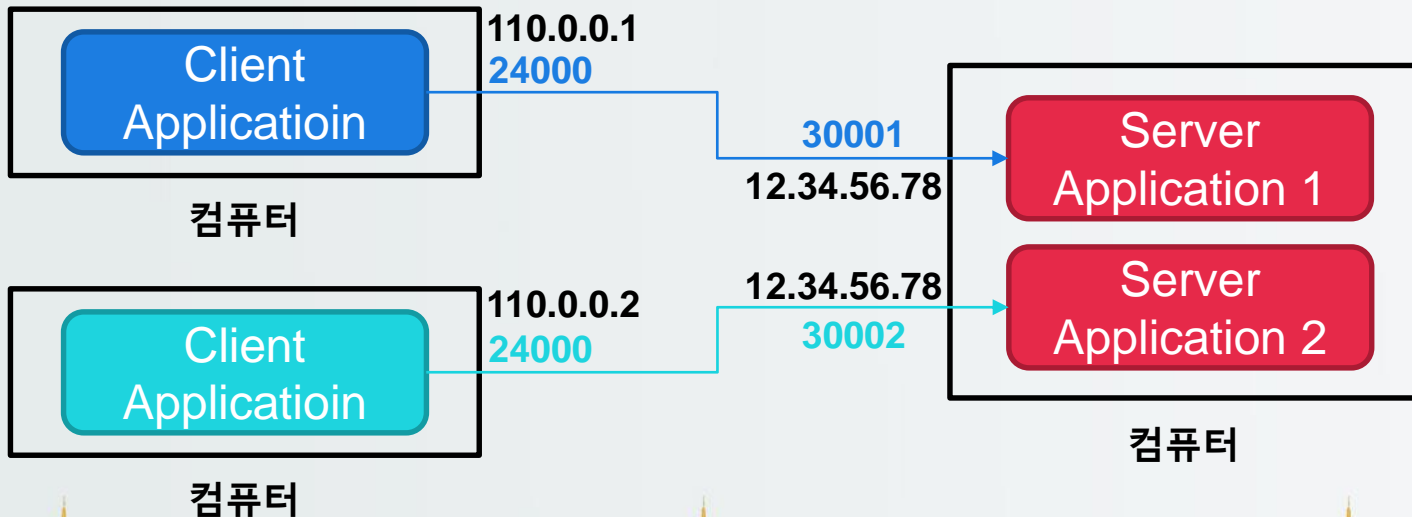 Client
Applicatioin
110.0.0.1
24000
컴퓨터
30001
12.34.56.78
Server
Application 1
Client
Applicatioin
110.0.0.2
24000
컴퓨터
12.34.56.78
30002
Server
Application 2
컴퓨터